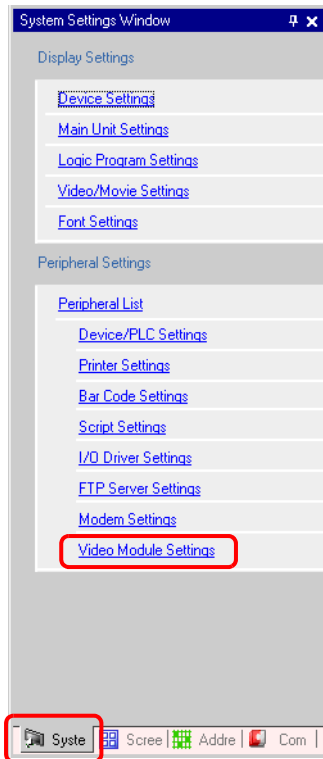 System Settings Window
Display Settings
Device Settings
Main Unit Settings
Logic Program Settings
Video/Movie Settings
Font Settings
Peripheral Settings
Peripheral List
Device/PLC Settings
Printer Settings
Bar Code Settings
Script Settings
I/O Driver Settings
FTP Server Settings
Modem Settings
Video Module Settings
Syste Scree Addre Com